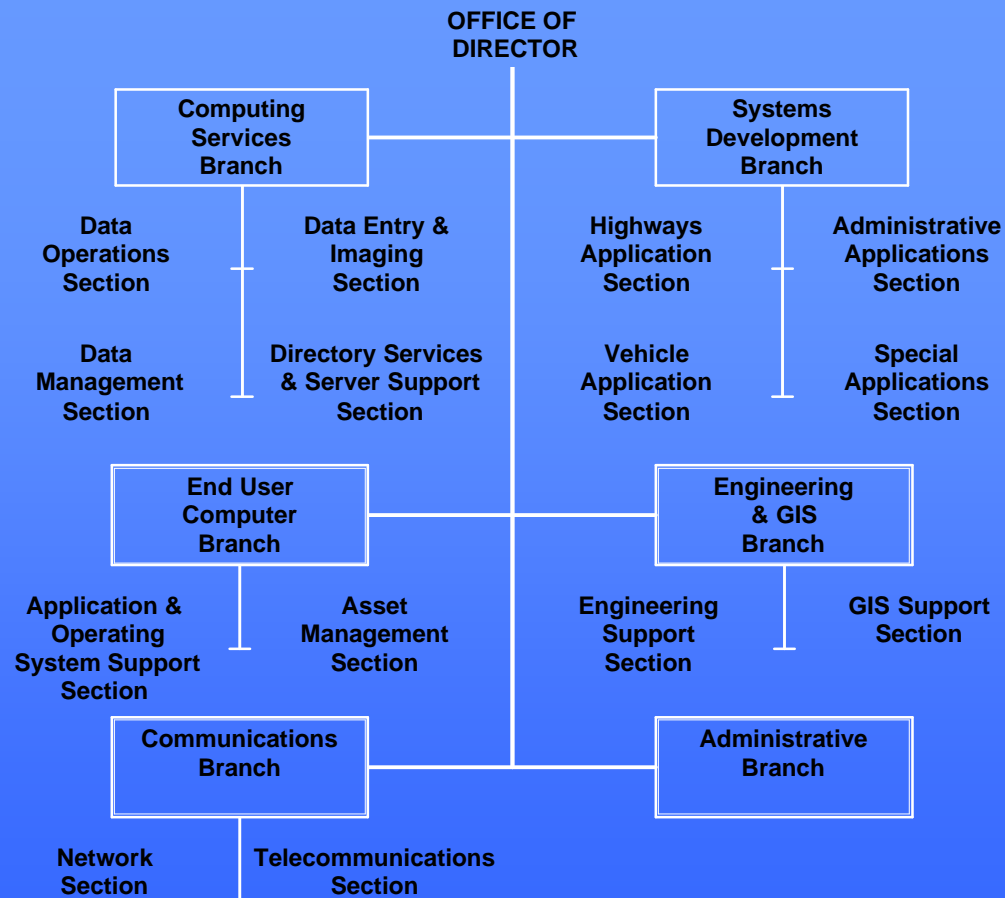 OFFICE OF
DIRECTOR
Computing
Services
Branch
Systems
Development
Branch
Data
Operations
Section
Data Entry &
Imaging
Section
Highways
Application
Section
Administrative
Applications
Section
Data
Management
Section
Directory Services
& Server Support
Section
Vehicle
Application
Section
Special
Applications
Section
End User
Computer
Branch
Engineering
& GIS
Branch
Application &
Operating
System Support
Section
Asset
Management
Section
Engineering
Support
Section
GIS Support
Section
Communications
Branch
Administrative
Branch
Network
Section
Telecommunications
Section